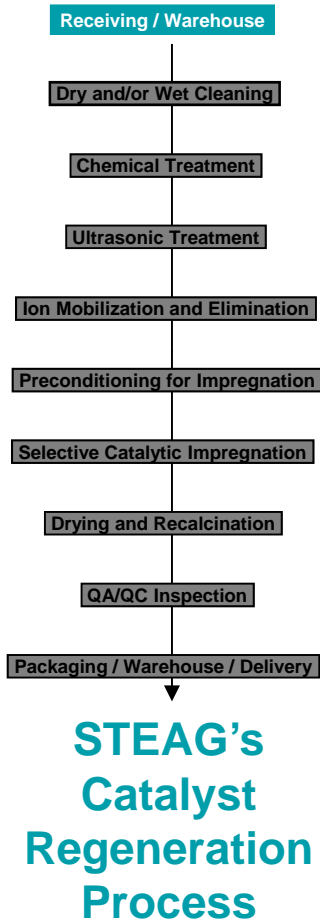 Receiving / Warehouse
Dry and/or Wet Cleaning
Chemical Treatment
Ultrasonic Treatment
Ion Mobilization and Elimination
Preconditioning for Impregnation
Selective Catalytic Impregnation
Drying and Recalcination
QA/QC Inspection
Packaging / Warehouse / Delivery
STEAG’s
Catalyst
Regeneration
Process